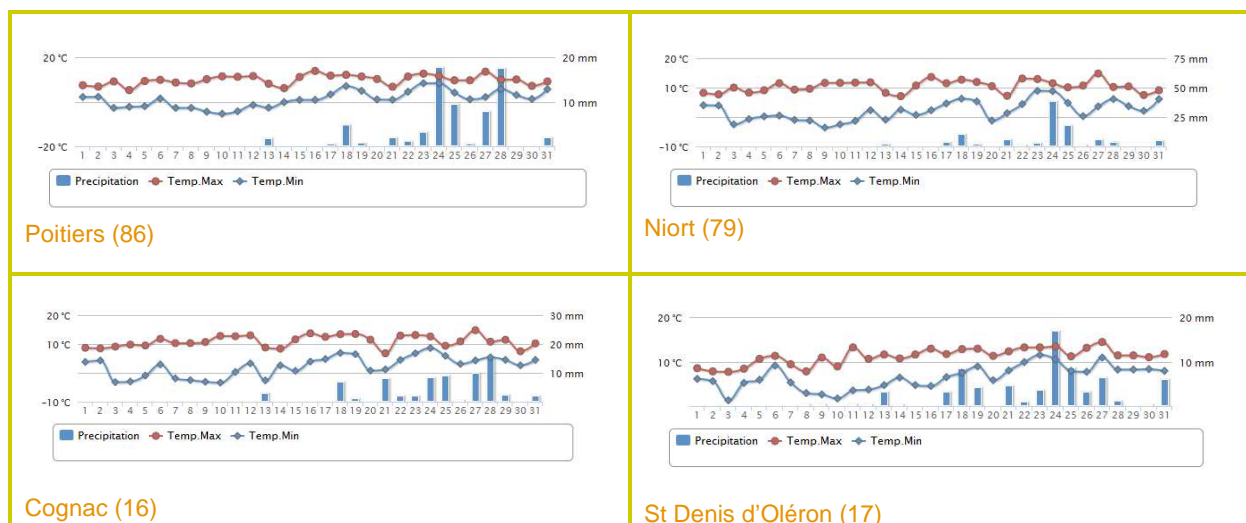 20 °C
20 mm
10 mm
-20 °C
1 2 3 4 5 6 7 8 9 10 11 12 13 14 15 16 17 18 19 20 21 22 23 24 25 26 27 28 29 30 31
Precipitation Temp.Max Temp.Min
Poitiers (86)
20 °C
75 mm
10 °C
50 mm
25 mm
-10 °C
1 2 3 4 5 6 7 8 9 10 11 12 13 14 15 16 17 18 19 20 21 22 23 24 25 26 27 28 29 30 31
Precipitation Temp.Max Temp.Min
Niort (79)
20 °C
30 mm
10 °C
20 mm
10 mm
-10 °C
1 2 3 4 5 6 7 8 9 10 11 12 13 14 15 16 17 18 19 20 21 22 23 24 25 26 27 28 29 30 31
Precipitation Temp.Max Temp.Min
Cognac (16)
20 °C
20 mm
10 °C
10 mm
1 2 3 4 5 6 7 8 9 10 11 12 13 14 15 16 17 18 19 20 21 22 23 24 25 26 27 28 29 30 31
Precipitation Temp.Max Temp.Min
St Denis d'Oléron (17)